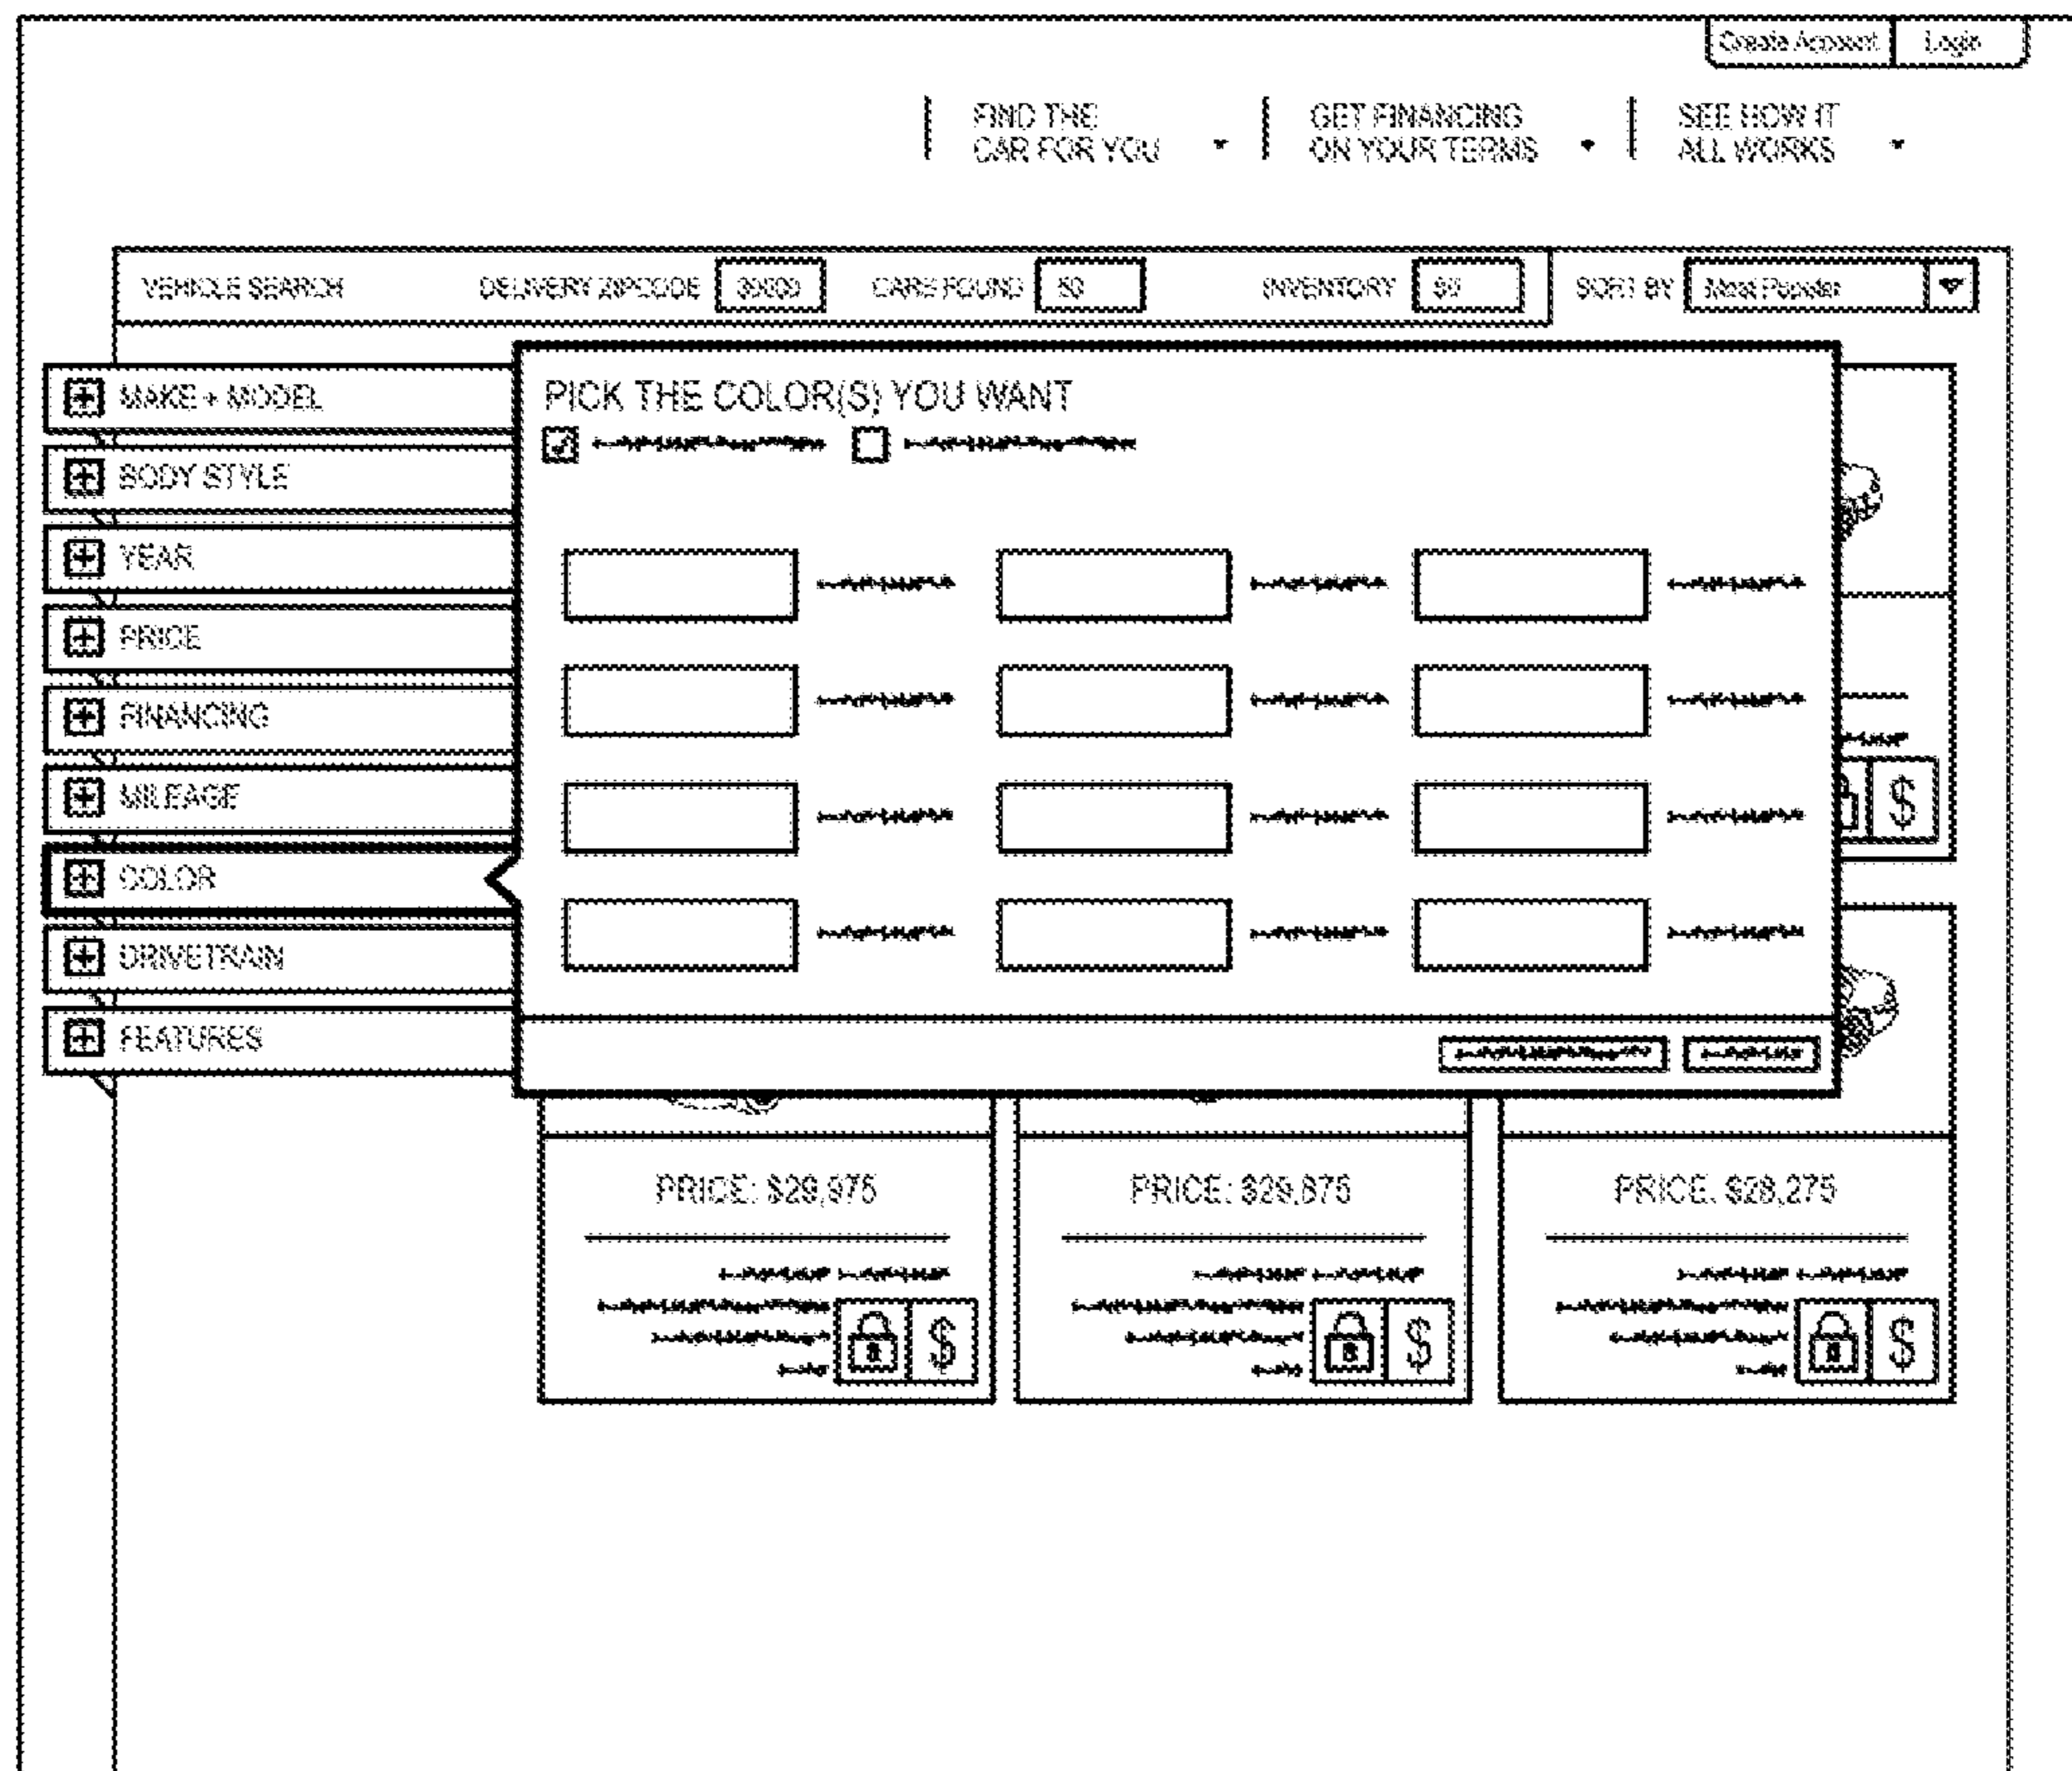 Create Account Login
FIND THE
CAR FOR YOU
GET FINANCING
ON YOUR TERMS
SEE HOW IT
ALL WORKS
VEHICLE SEARCH DELIVERY ZIPCODE CARS FOUND 50 INVENTORY SORT BY Most Popular
MAKE + MODEL
BODY STYLE
YEAR
PRICE
FINANCING
MILEAGE
COLOR
DRIVETRAIN
FEATURES
PICK THE COLOR(S) YOU WANT
$
PRICE: $29,975
$
PRICE: $29,875
$
PRICE: $28,275
$